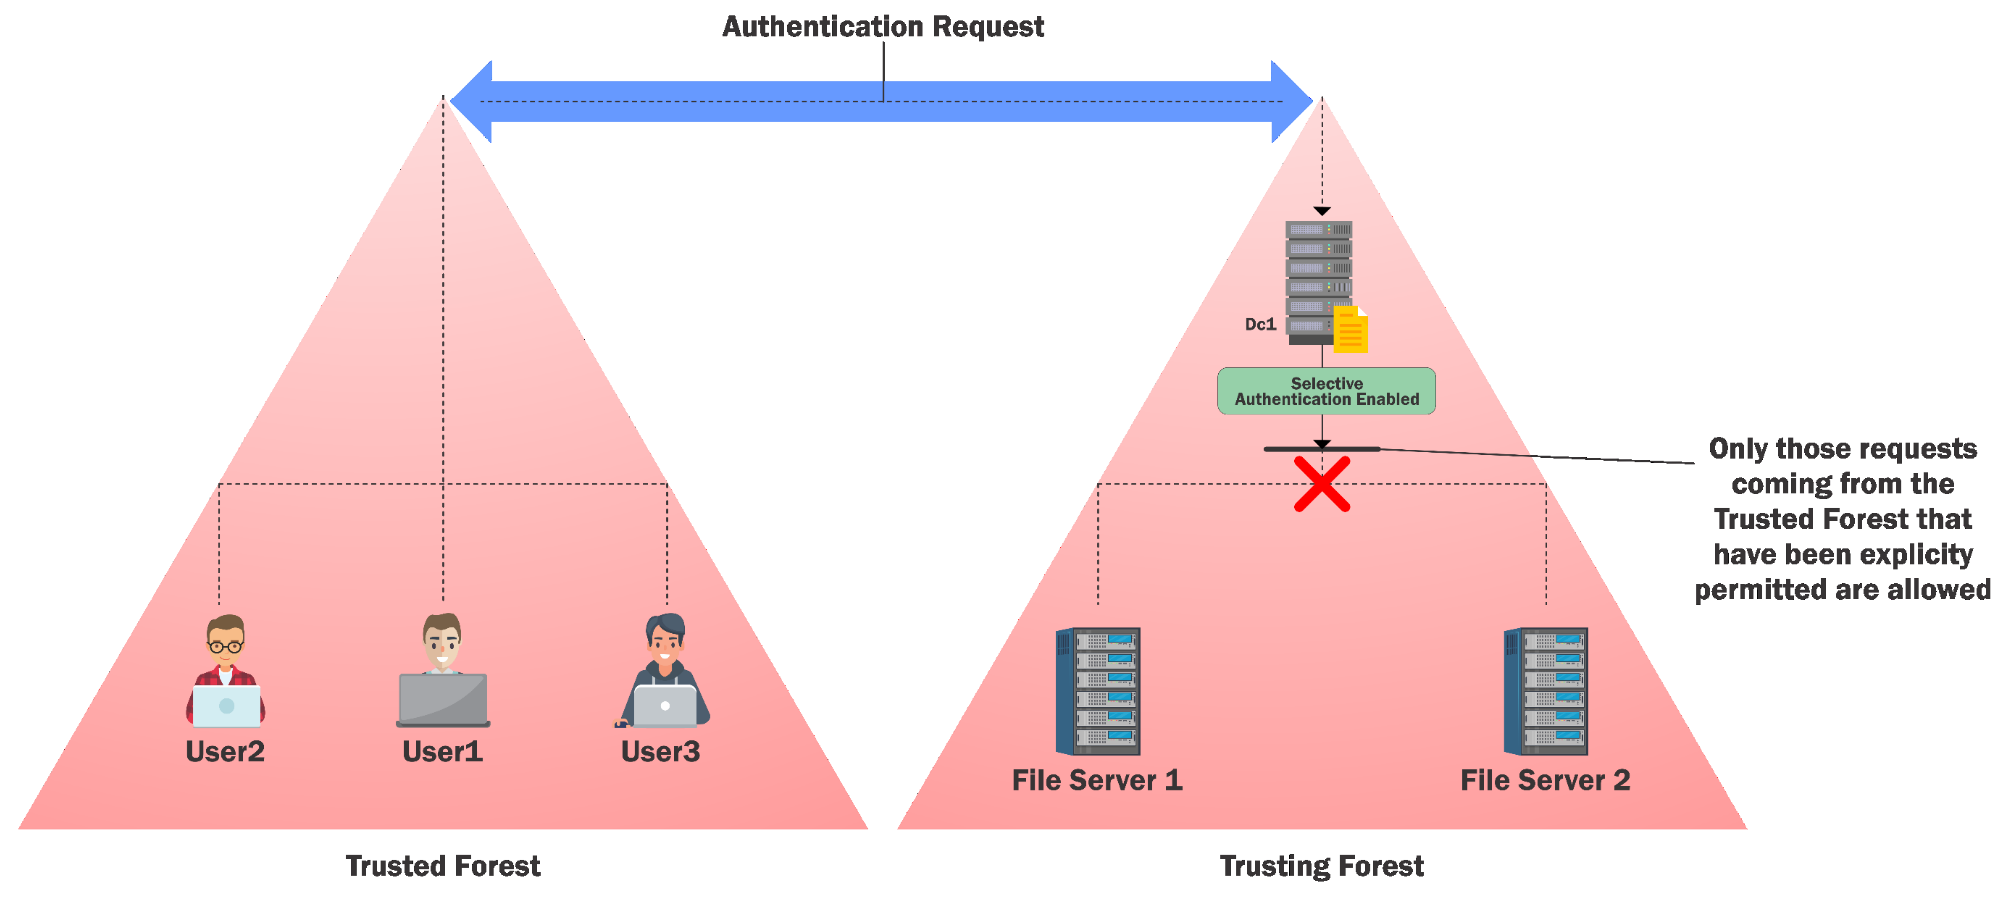 Authentication Request
Dc1
Selective
Authentication Enabled
Only those requests
coming from the
Trusted Forest that
have been explicity
permitted are allowed
User2
User1
User3
File Server 1
File Server 2
Trusted Forest
Trusting Forest